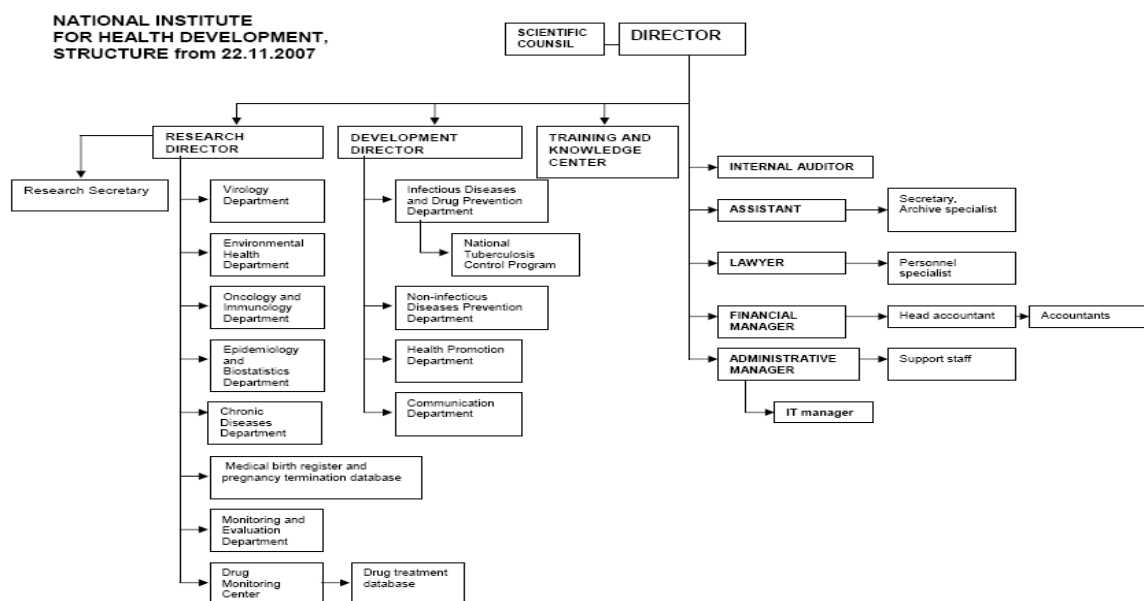 NATIONAL INSTITUTE
FOR HEALTH DEVELOPMENT,
STRUCTURE from 22.11.2007
SCIENTIFIC
COUNSIL
DIRECTOR
RESEARCH
DIRECTOR
DEVELOPMENT
DIRECTOR
TRAINING AND
KNOWLEDGE
CENTER
Research Secretary
Virology
Department
Environmental
Health
Department
Oncology and
Immunology
Department
Epidemiology
and
Biostatistics
Department
Chronic
Diseases
Department
Medical birth register and
pregnancy termination database
Monitoring and
Evaluation
Department
Drug
Monitoring
Center
Drug treatment
database
Infectious Diseases
and Drug Prevention
Department
National
Tuberculosis
Control Program
Non-infectious
Diseases Prevention
Department
Health Promotion
Department
Communication
Department
INTERNAL AUDITOR
ASSISTANT
Secretary,
Archive specialist
LAWYER
Personnel
specialist
FINANCIAL
MANAGER
Head accountant
Accountants
ADMINISTRATIVE
MANAGER
Support staff
IT manager